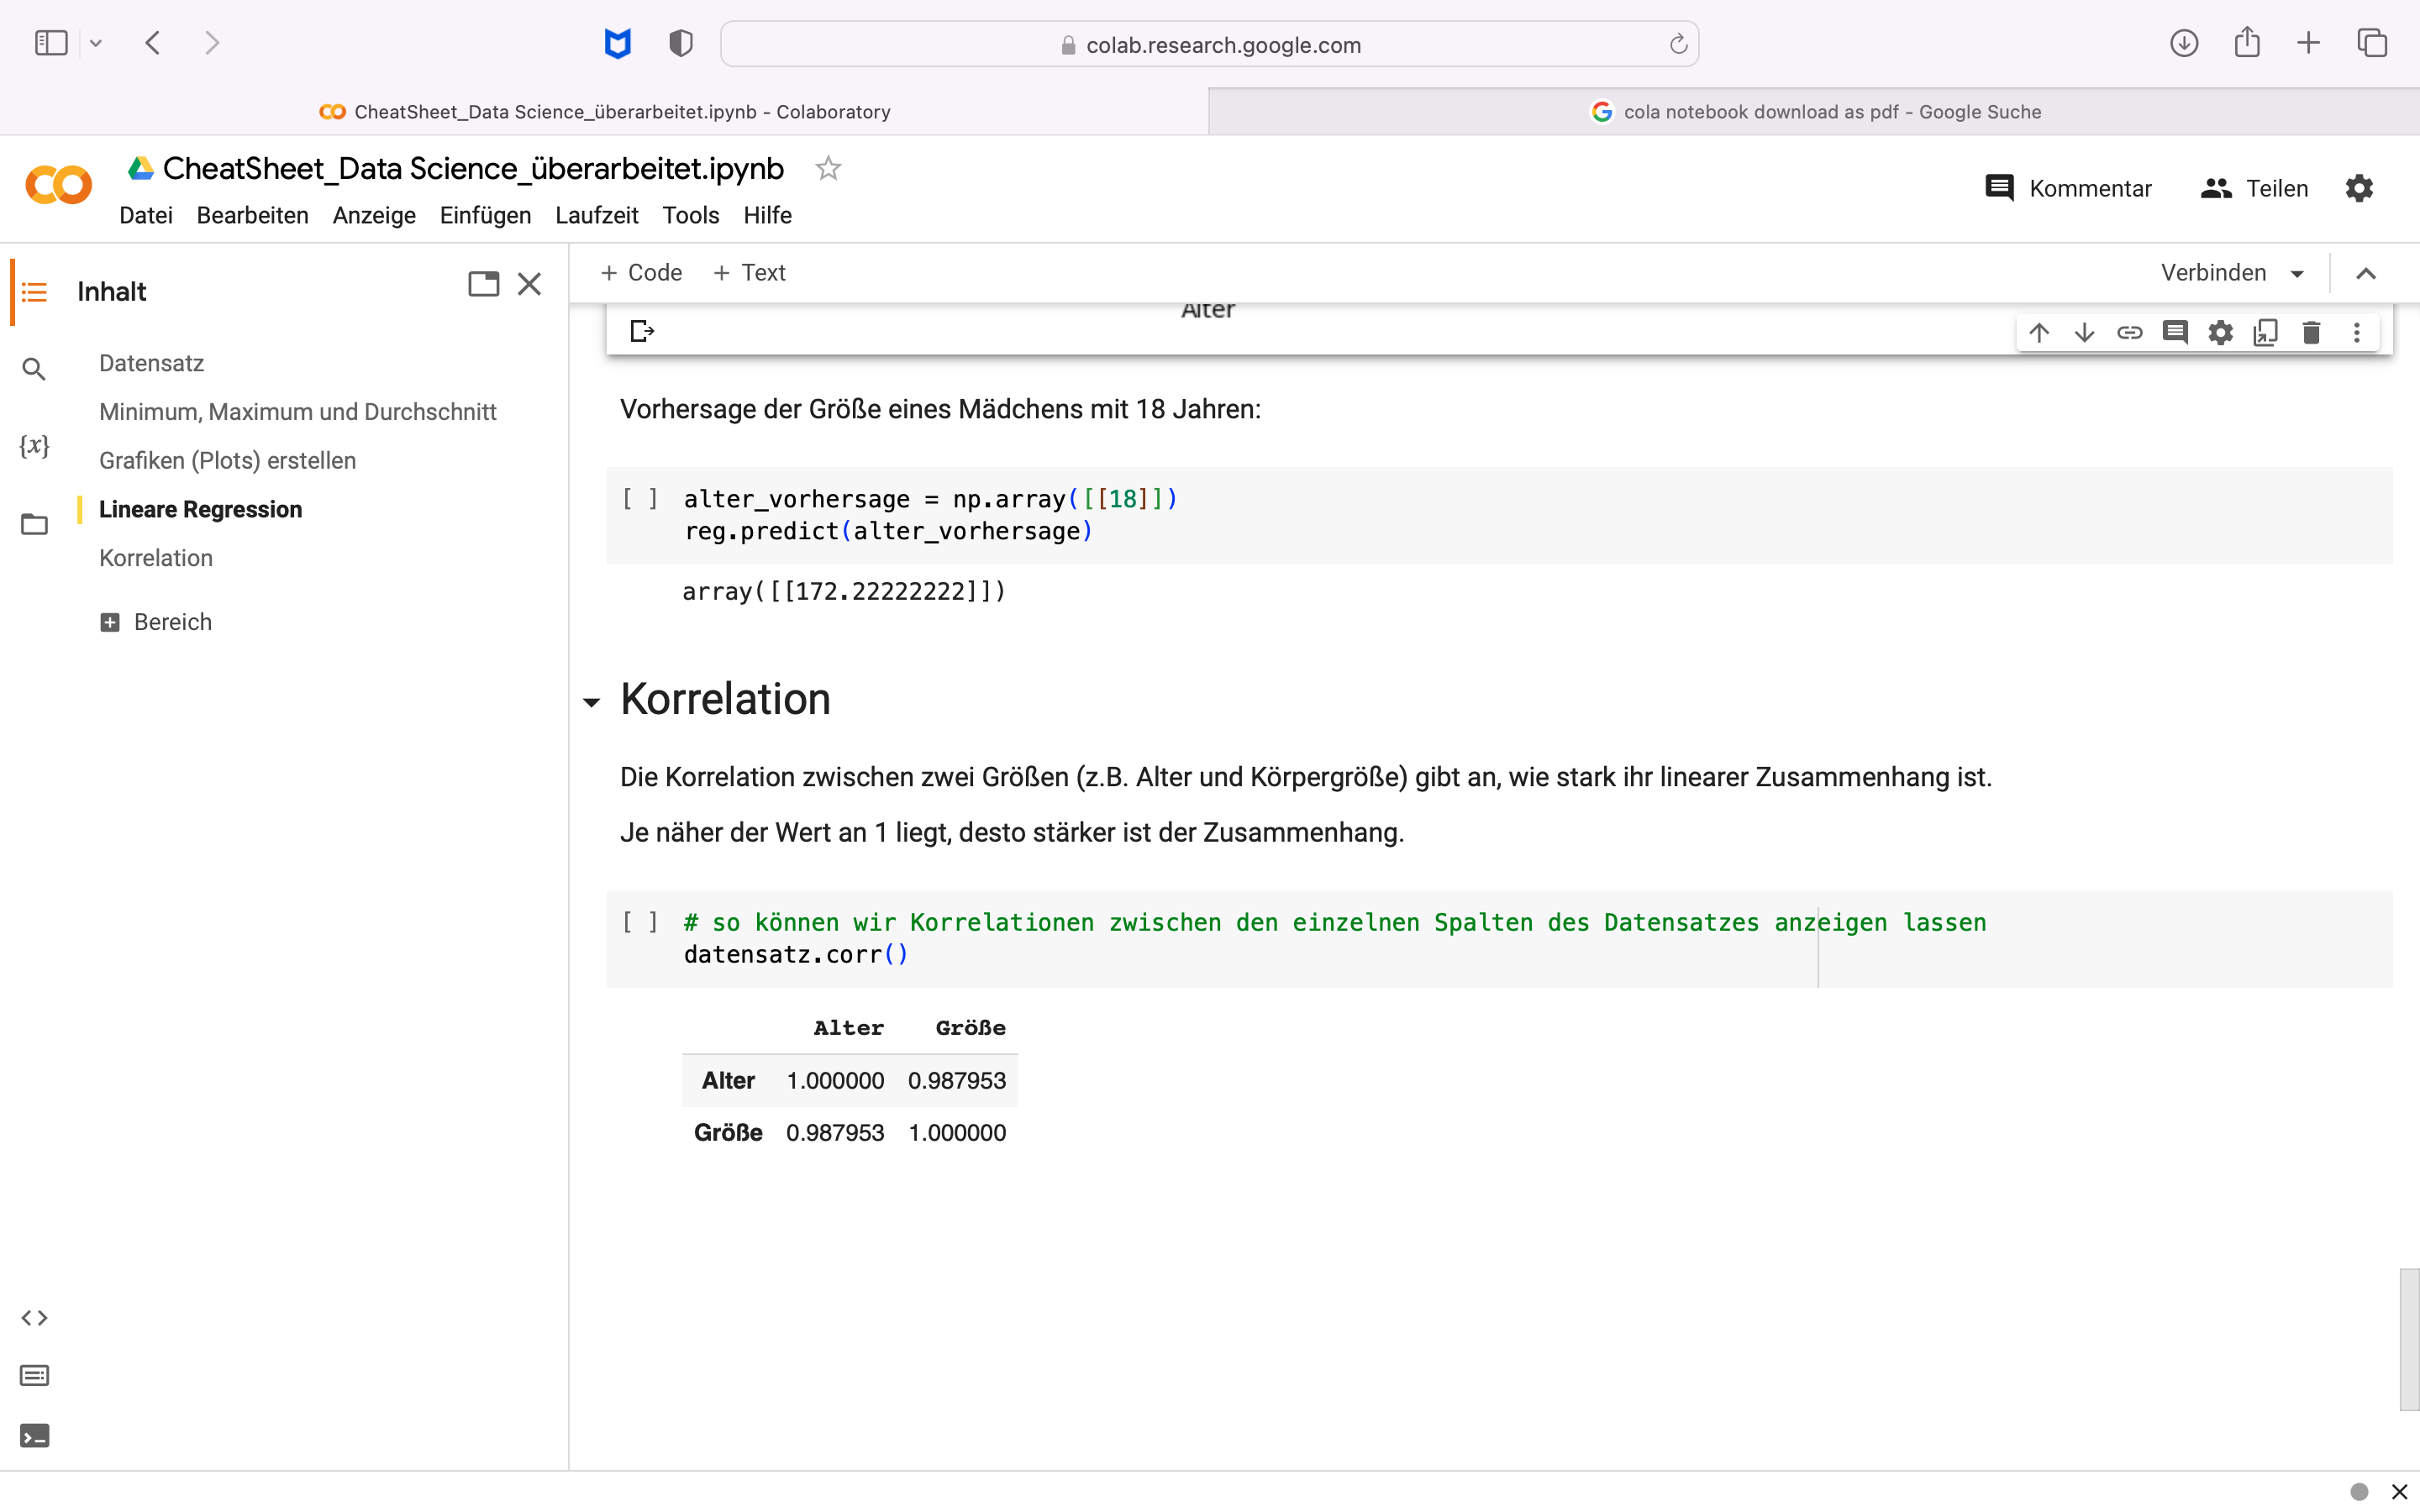 colab.research.google.com
CheatSheet_Data Science_überarbeitet.ipynb - Colaboratory
cola notebook download as pdf - Google Suche
CheatSheet_Data Science_überarbeitet.ipynb
Kommentar
Teilen
Datei Bearbeiten Anzeige Einfügen Laufzeit Tools Hilfe
Inhalt
+ Code + Text
Verbinden
Datensatz
Minimum, Maximum und Durchschnitt
Grafiken (Plots) erstellen
Lineare Regression
Korrelation
Bereich
{x}
Alter
Vorhersage der Größe eines Mädchens mit 18 Jahren:
[ ] alter_vorhersage = np.array([[18]])
reg.predict(alter_vorhersage)
array([[172.22222222]])
Korrelation
Die Korrelation zwischen zwei Größen (z.B. Alter und Körpergröße) gibt an, wie stark ihr linearer Zusammenhang ist.
Je näher der Wert an 1 liegt, desto stärker ist der Zusammenhang.
[ ] # so können wir Korrelationen zwischen den einzelnen Spalten des Datensatzes anzeigen lassen
datensatz.corr()
Alter Größe
Alter 1.000000 0.987953
Größe 0.987953 1.000000